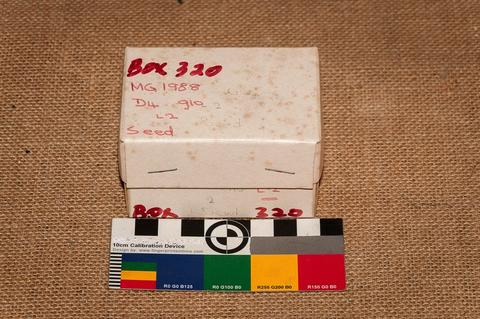 BOX 320
MG 1988
D4 910
L2
Seed
L2
BOX 320
10cm Calibration Device
R0 G0 B125 R0 G100 B0 R255 G200 B0 R150 G0 B0